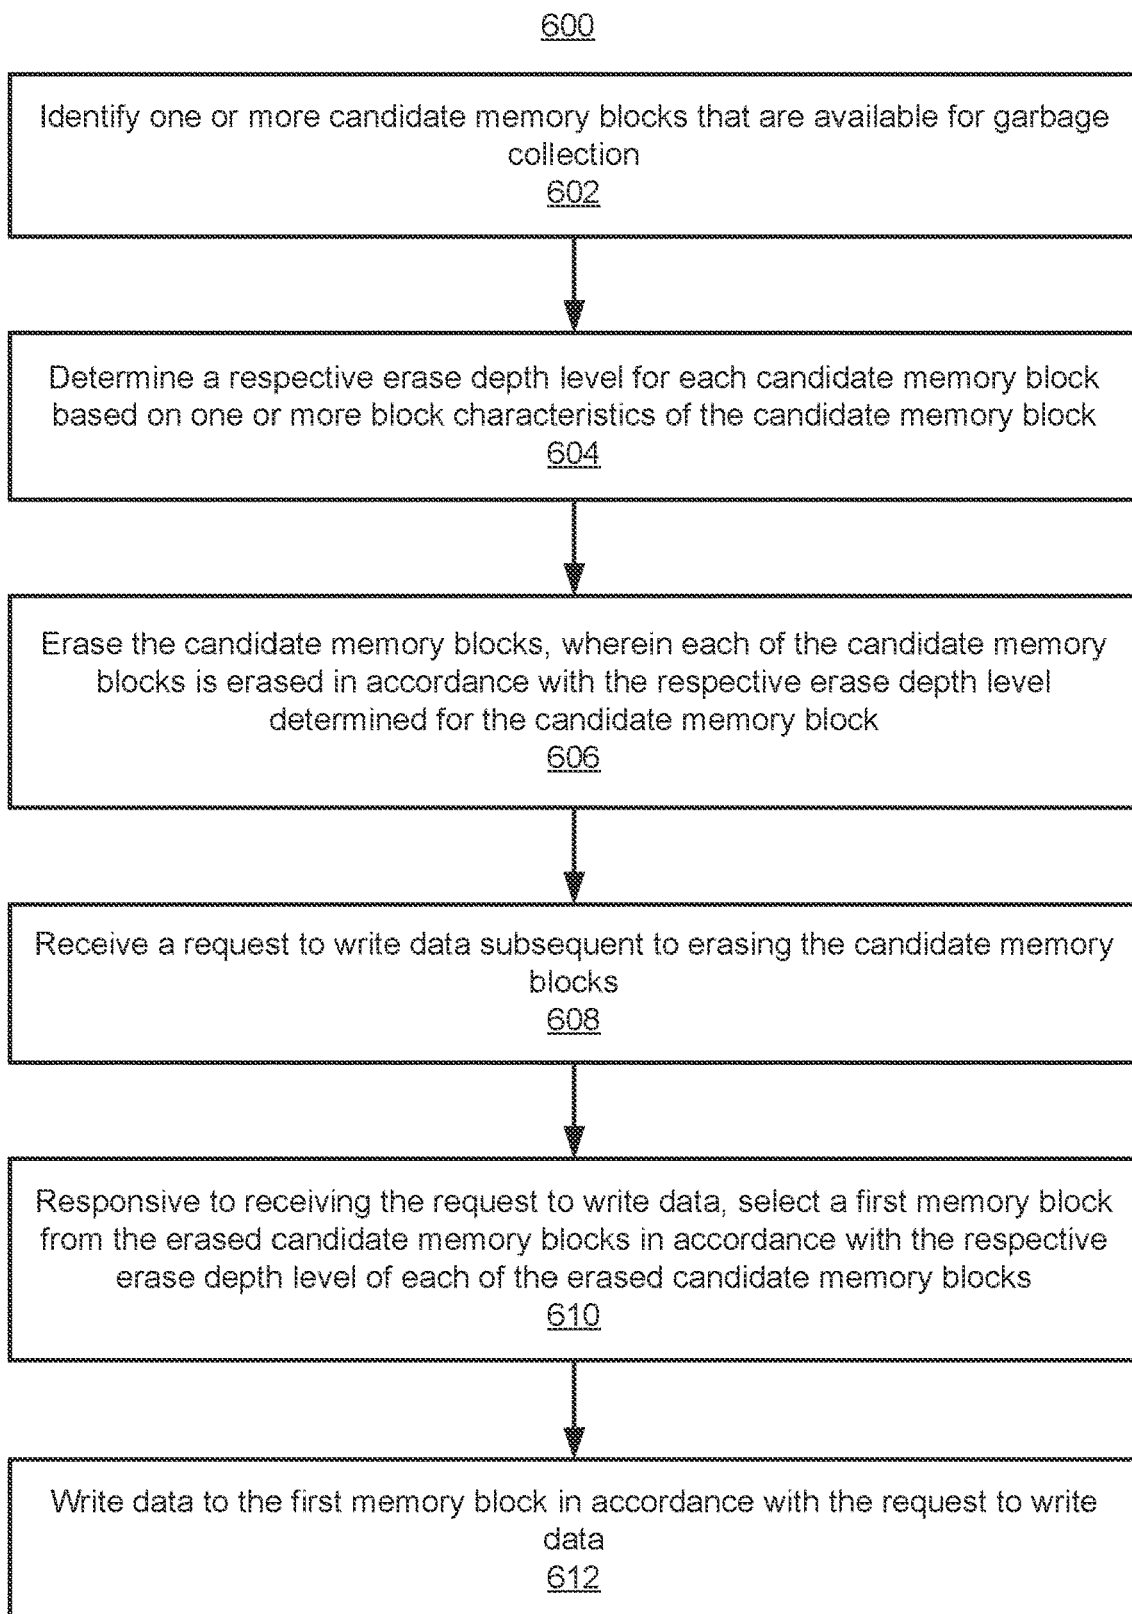 600
Identify one or more candidate memory blocks that are available for garbage
collection
602
Determine a respective erase depth level for each candidate memory block
based on one or more block characteristics of the candidate memory block
604
Erase the candidate memory blocks, wherein each of the candidate memory
blocks is erased in accordance with the respective erase depth level
determined for the candidate memory block
606
Receive a request to write data subsequent to erasing the candidate memory
blocks
608
Responsive to receiving the request to write data, select a first memory block
from the erased candidate memory blocks in accordance with the respective
erase depth level of each of the erased candidate memory blocks
610
Write data to the first memory block in accordance with the request to write
data
612